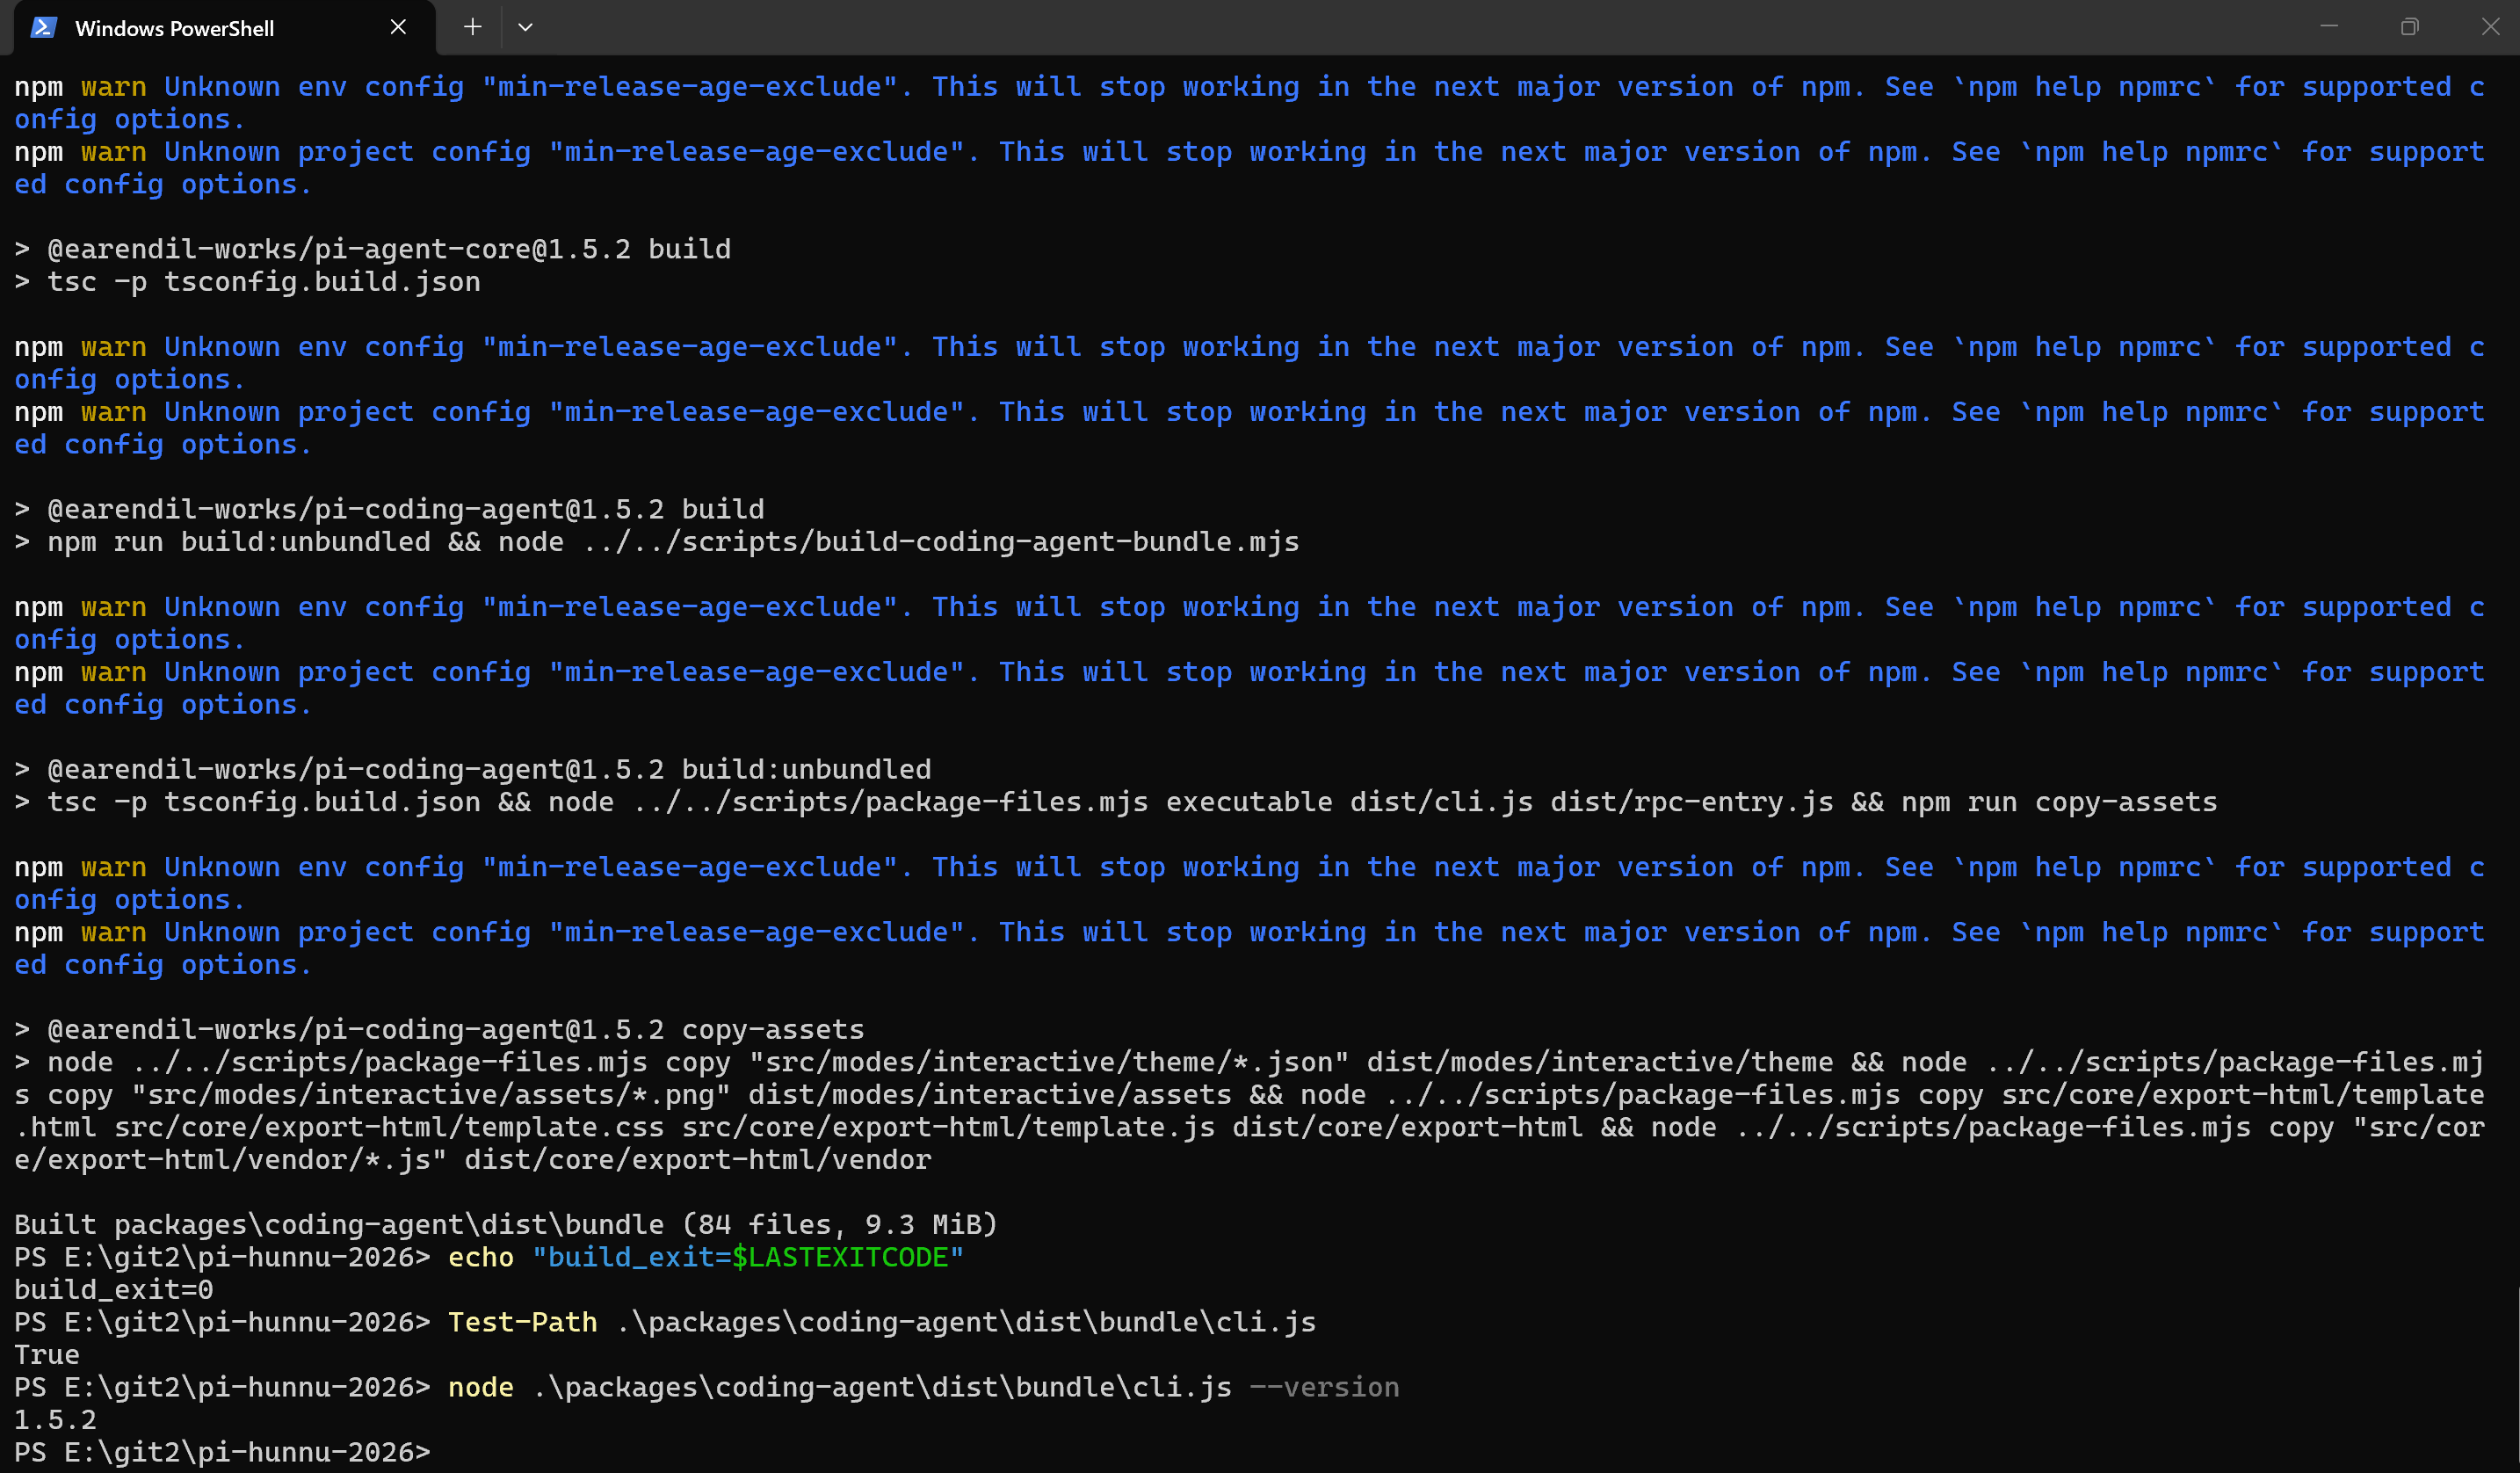 Windows PowerShell
npm warn Unknown env config "min-release-age-exclude". This will stop working in the next major version of npm. See `npm help npmrc` for supported c
onfig options.
npm warn Unknown project config "min-release-age-exclude". This will stop working in the next major version of npm. See `npm help npmrc` for support
ed config options.
> @earendil-works/pi-agent-core@1.5.2 build
> tsc -p tsconfig.build.json
npm warn Unknown env config "min-release-age-exclude". This will stop working in the next major version of npm. See `npm help npmrc` for supported c
onfig options.
npm warn Unknown project config "min-release-age-exclude". This will stop working in the next major version of npm. See `npm help npmrc` for support
ed config options.
> @earendil-works/pi-coding-agent@1.5.2 build
> npm run build:unbundled && node ../../scripts/build-coding-agent-bundle.mjs
npm warn Unknown env config "min-release-age-exclude". This will stop working in the next major version of npm. See `npm help npmrc` for supported c
onfig options.
npm warn Unknown project config "min-release-age-exclude". This will stop working in the next major version of npm. See `npm help npmrc` for support
ed config options.
> @earendil-works/pi-coding-agent@1.5.2 build:unbundled
> tsc -p tsconfig.build.json && node ../../scripts/package-files.mjs executable dist/cli.js dist/rpc-entry.js && npm run copy-assets
npm warn Unknown env config "min-release-age-exclude". This will stop working in the next major version of npm. See `npm help npmrc` for supported c
onfig options.
npm warn Unknown project config "min-release-age-exclude". This will stop working in the next major version of npm. See `npm help npmrc` for support
ed config options.
> @earendil-works/pi-coding-agent@1.5.2 copy-assets
> node ../../scripts/package-files.mjs copy "src/modes/interactive/theme/*.json" dist/modes/interactive/theme && node ../../scripts/package-files.mj
s copy "src/modes/interactive/assets/*.png" dist/modes/interactive/assets && node ../../scripts/package-files.mjs copy src/core/export-html/template
.html src/core/export-html/template.css src/core/export-html/template.js dist/core/export-html && node ../../scripts/package-files.mjs copy "src/cor
e/export-html/vendor/*.js" dist/core/export-html/vendor
Built packages\coding-agent\dist\bundle (84 files, 9.3 MiB)
PS E:\git2\pi-hunnu-2026> echo "build_exit=$LASTEXITCODE"
build_exit=0
PS E:\git2\pi-hunnu-2026> Test-Path .\packages\coding-agent\dist\bundle\cli.js
True
PS E:\git2\pi-hunnu-2026> node .\packages\coding-agent\dist\bundle\cli.js --version
1.5.2
PS E:\git2\pi-hunnu-2026>